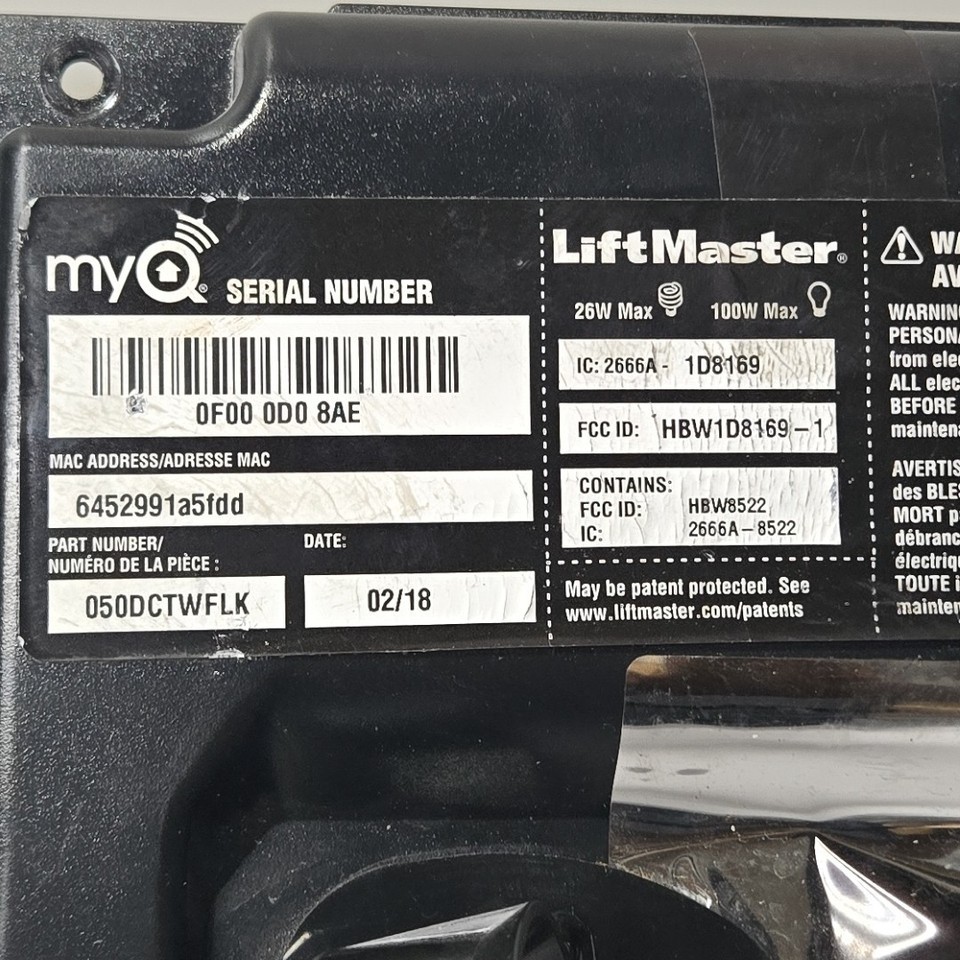 myQ® SERIAL NUMBER
0F00 0D0 8AE
MAC ADDRESS/ADRESSE MAC
6452991a5fdd
PART NUMBER/
NUMÉRO DE LA PIÈCE :
DATE:
050DCTWFLK
02/18
LiftMaster®
26W Max 100W Max
IC: 2666A - 1D8169
FCC ID: HBW1D8169-1
CONTAINS:
FCC ID: HBW8522
IC: 2666A-8522
May be patent protected. See
www.liftmaster.com/patents
WA
AV
WARNING
PERSONA
from elec
ALL elec
BEFORE
maintena
AVERTIS
des BLES
MORT pa
débranc
électriqu
TOUTE i
mainten